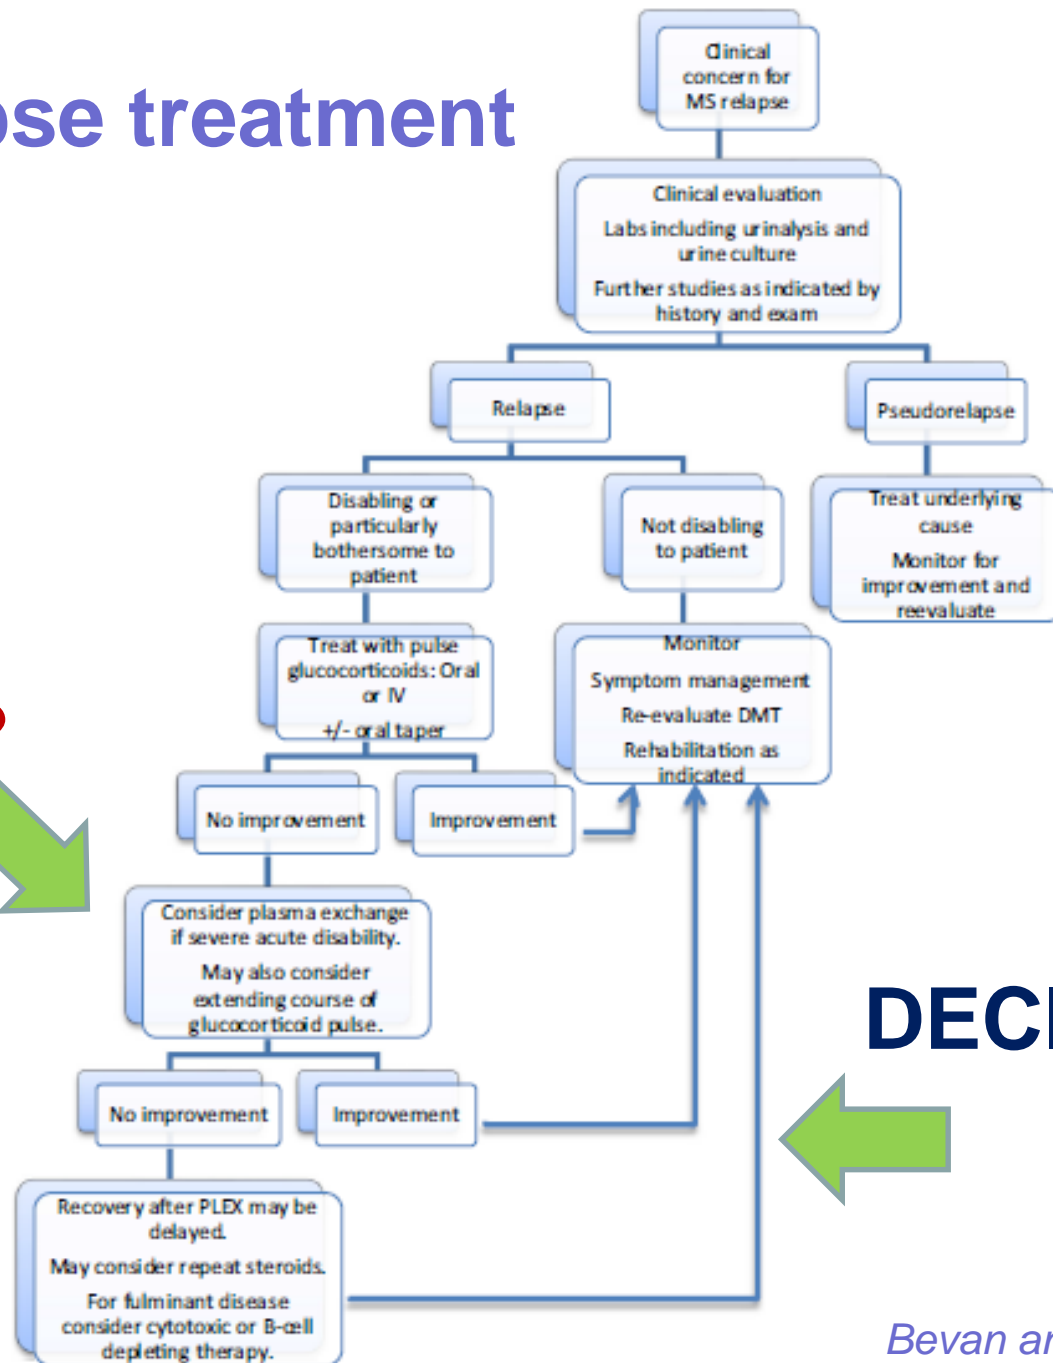 pse treatment
Clinical
concern for
MS relapse
Clinical evaluation
Labs including urinalysis and
urine culture
Further studies as indicated by
history and exam
Relapse
Pseudorelapse
Disabling or
particularly
bothersome to
patient
Not disabling
to patient
Treat underlying
cause
Monitor for
improvement and
reevaluate
Treat with pulse
glucocorticoids: Oral
or IV
+/- oral taper
Monitor
Symptom management
Re-evaluate DMT
Rehabilitation as
indicated
No improvement
Improvement
Consider plasma exchange
if severe acute disability.
May also consider
extending course of
glucocorticoid pulse.
DECI
No improvement
Improvement
Recovery after PLEX may be
delayed.
May consider repeat steroids.
For fulminant disease
consider cytotoxic or B-cell
depleting therapy.
Bevan an